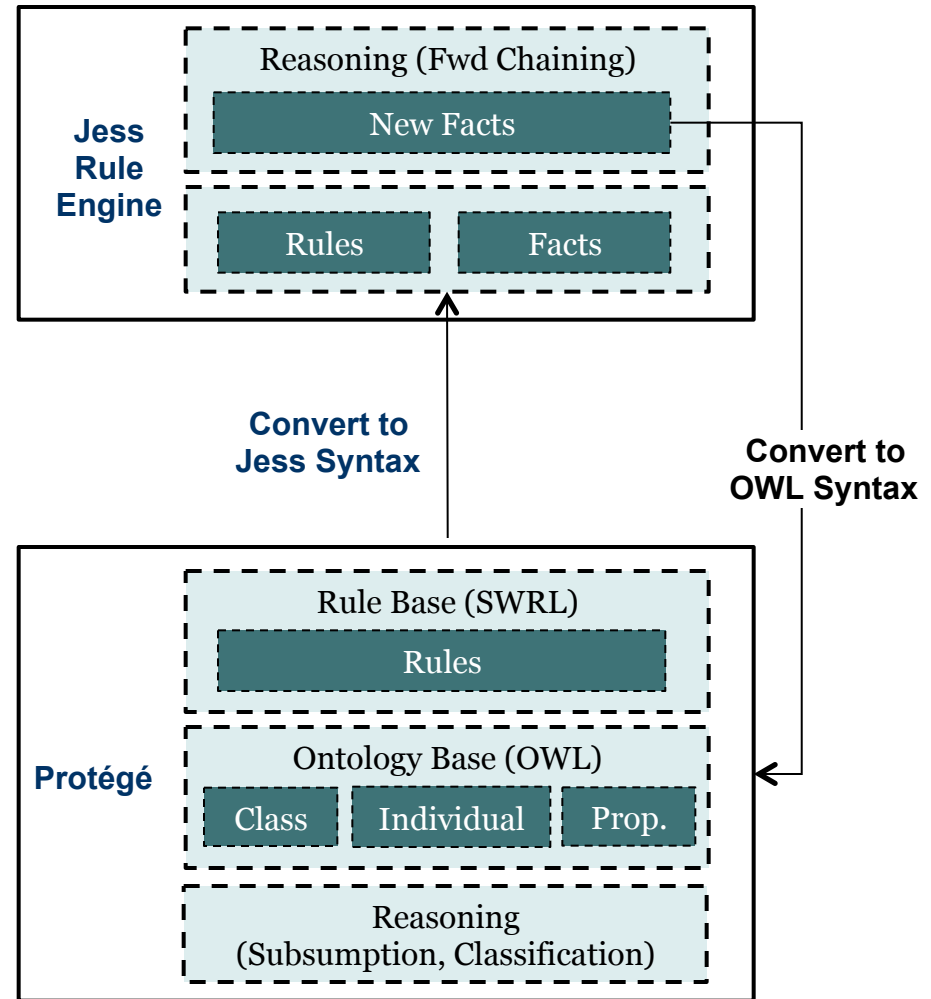 Reasoning (Fwd Chaining)
New Facts
Jess
Rule
Engine
Rules
Facts
Convert to
Jess Syntax
Convert to
OWL Syntax
Rule Base (SWRL)
Rules
Protégé
Ontology Base (OWL)
Class
Individual
Prop.
Reasoning
(Subsumption, Classification)